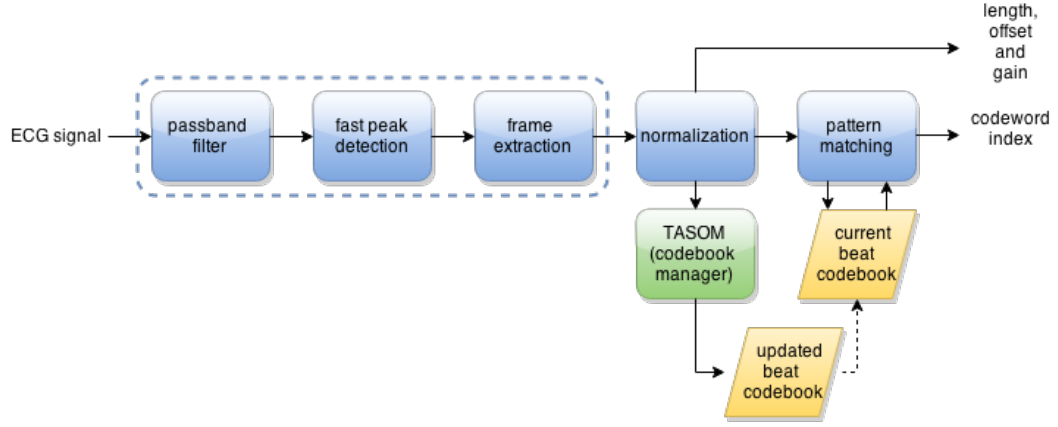 length,
offset
and
gain
ECG signal
passband
filter
fast peak
detection
frame
extraction
normalization
pattern
matching
codeword
index
TASOM
(codebook
manager)
current
beat
codebook
updated
beat
codebook